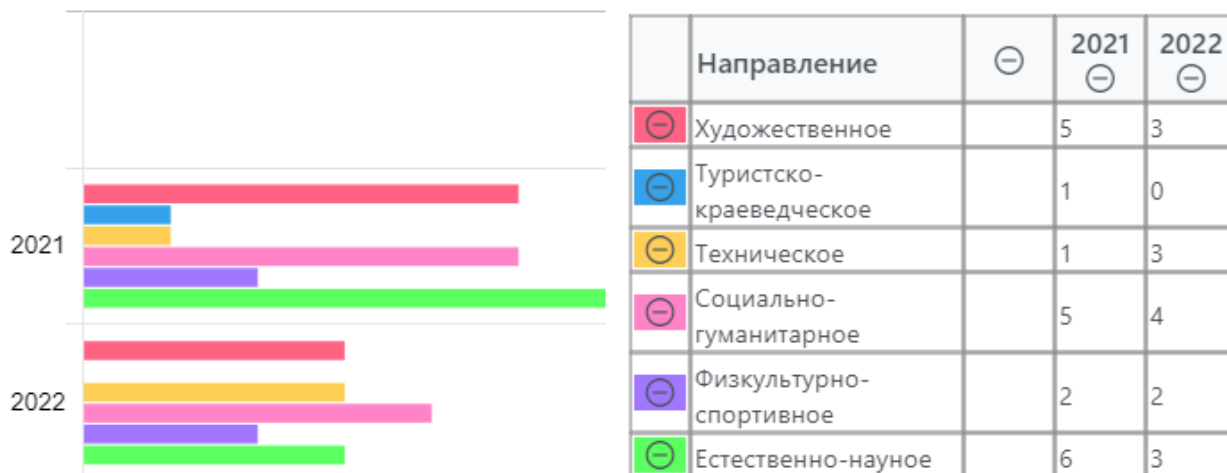 2021
2022
Направление 2021 2022
Художественное 5 3
Туристско-
краеведческое 1 0
Техническое 1 3
Социально-
гуманитарное 5 4
Физкультурно-
спортивное 2 2
Естественно-науное 6 3